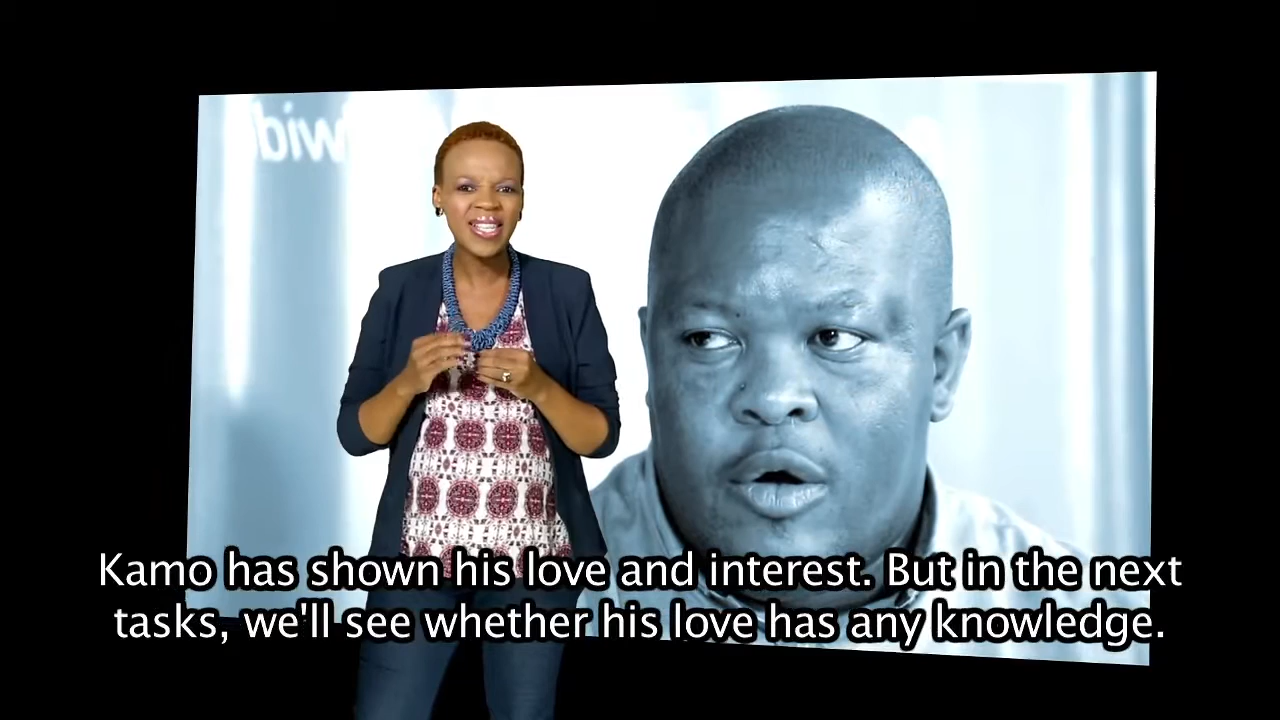 Kamo has shown his love and interest. But in the next
tasks, we'll see whether his love has any knowledge.